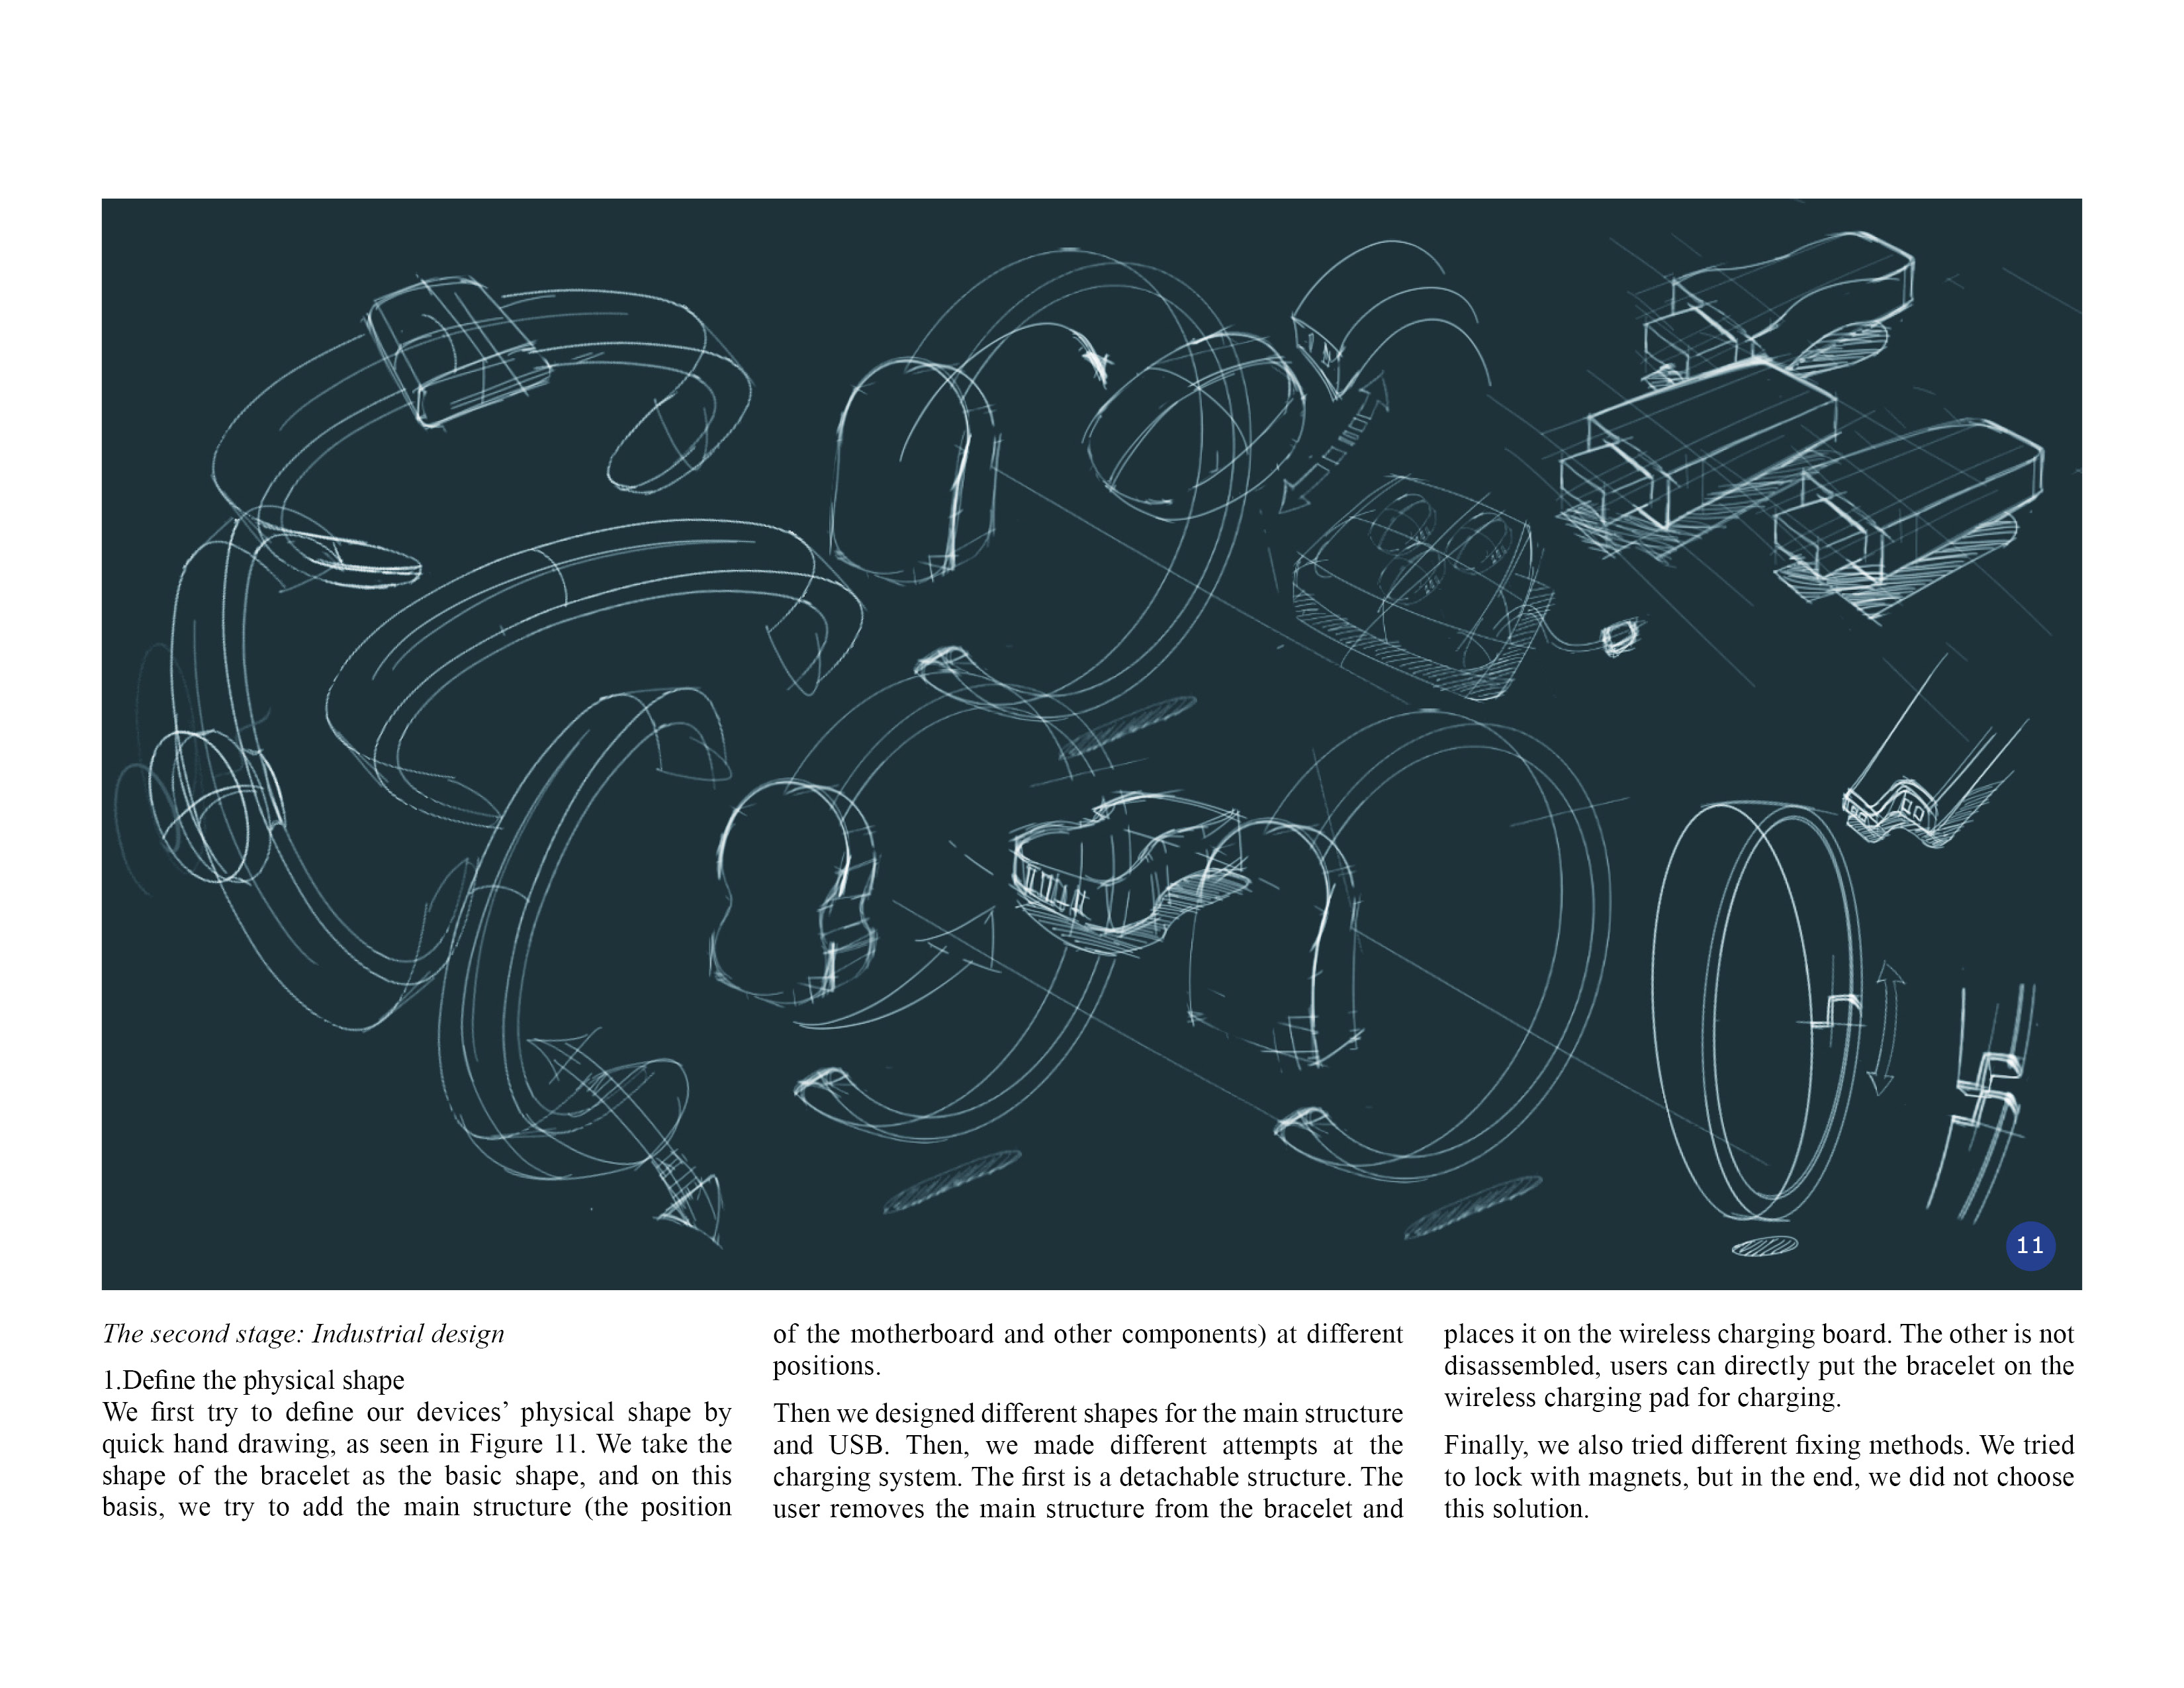 11
The second stage: Industrial design
1.Define the physical shape
We first try to define our devices’ physical shape by
quick hand drawing, as seen in Figure 11. We take the
shape of the bracelet as the basic shape, and on this
basis, we try to add the main structure (the position
of the motherboard and other components) at different
positions.
Then we designed different shapes for the main structure
and USB. Then, we made different attempts at the
charging system. The first is a detachable structure. The
user removes the main structure from the bracelet and
places it on the wireless charging board. The other is not
disassembled, users can directly put the bracelet on the
wireless charging pad for charging.
Finally, we also tried different fixing methods. We tried
to lock with magnets, but in the end, we did not choose
this solution.